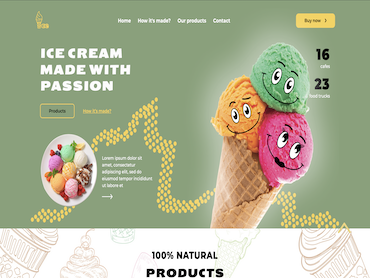 Home How it's made? Our products Contact
Buy now >
ICE CREAM
MADE WITH
PASSION
16
cafes
23
food trucks
Products
How it's made?
Lorem ipsum dolor sit
amet, consectetur
adipiscing elit, sed do
eiusmod tempor incididunt
ut labore et
100% NATURAL
PRODUCTS